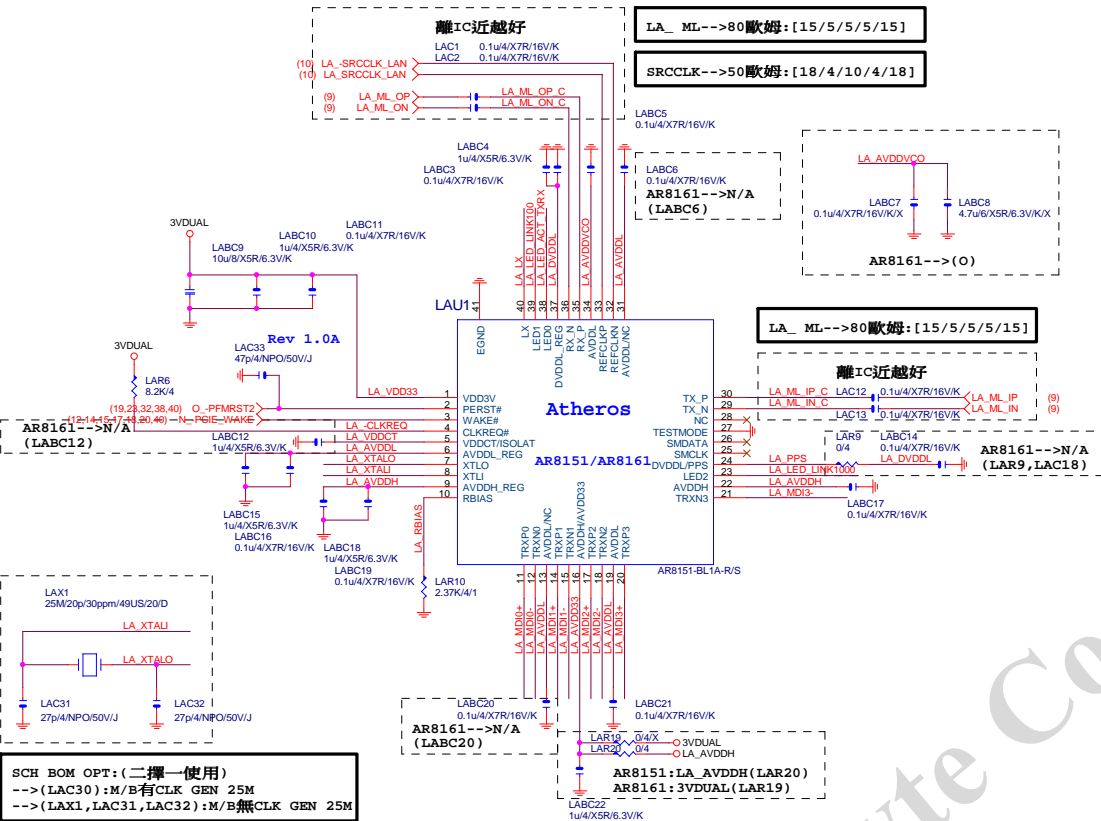 離IC近越好
LAC1 0.1u/4/X7R/16V/K
LAC2 0.1u/4/X7R/16V/K
(10) LA_-SRCCLK_LAN
(10) LA_SRCCLK_LAN
(9) LA_ML_OP
LA_ML_OP_C
(9) LA_ML_ON
LA_ML_ON_C
LA_ ML-->80歐姆:[15/5/5/5/15]
SRCCLK-->50歐姆:[18/4/10/4/18]
LABC5
0.1u/4/X7R/16V/K
LABC4
1u/4/X5R/6.3V/K
LABC3
0.1u/4/X7R/16V/K
LABC6
0.1u/4/X7R/16V/K
AR8161-->N/A
(LABC6)
LA_AVDDVCO
LABC7
0.1u/4/X7R/16V/K/X
LABC8
4.7u/6/X5R/6.3V/K/X
AR8161-->(O)
3VDUAL
LABC11
0.1u/4/X7R/16V/K
LABC10
1u/4/X5R/6.3V/K
LABC9
10u/8/X5R/6.3V/K
LA_LX
LA_LED_LINK100
LA_LED_ACT_TXRX
LA_DVDDL
LA_AVDDVCO
LA_AVDDL
LAU1
41
40
39
38
37
36
35
34
33
32
31
EGND
LX
LED1
LED0
DVDDL_REG
RX_N
RX_P
AVDDL
REFCLKP
REFCLKN
AVDDL/NC
Rev 1.0A
3VDUAL
LAC33
47p/4/NPO/50V/J
LAR6
8.2K/4
LA_VDD33
(19,23,32,38,40) O_-PFMRST2
(12,14,15,17,18,20,40) N_-PCIE_WAKE
AR8161-->N/A
(LABC12)
LABC12
1u/4/X5R/6.3V/K
LA_-CLKREQ
LA_VDDCT
LA_AVDDL
LA_XTALO
LA_XTALI
LA_AVDDH
1 VDD3V
2 PERST#
3 WAKE#
4 CLKREQ#
5 VDDCT/ISOLAT
6 AVDDL_REG
7 XTLO
8 XTLI
9 AVDDH_REG
10 RBIAS
Atheros
AR8151/AR8161
TX_P 30
TX_N 29
NC 28
TESTMODE 27
SMDATA 26
SMCLK 25
DVDDL/PPS 24
LED2 23
AVDDH 22
TRXN3 21
LA_ ML-->80歐姆:[15/5/5/5/15]
離IC近越好
LA_ML_IP_C LAC12 0.1u/4/X7R/16V/K LA_ML_IP (9)
LA_ML_IN_C LAC13 0.1u/4/X7R/16V/K LA_ML_IN (9)
LAR9
0/4
LABC14
0.1u/4/X7R/16V/K
AR8161-->N/A
(LAR9,LAC18)
LA_PPS
LA_DVDDL
LA_LED_LINK1000
LA_AVDDH
LA_MDI3-
LABC17
0.1u/4/X7R/16V/K
LABC15
1u/4/X5R/6.3V/K
LABC16
0.1u/4/X7R/16V/K
LABC18
1u/4/X5R/6.3V/K
LABC19
0.1u/4/X7R/16V/K
LA_RBIAS
LAR10
2.37K/4/1
TRXP0
TRXN0
AVDDL/NC
TRXP1
TRXN1
AVDDH/AVDD33
TRXP2
TRXN2
AVDDL
TRXP3
11
12
13
14
15
16
17
18
19
20
AR8151-BL1A-R/S
LA_MDI0+
LA_MDI0-
LA_AVDDL
LA_MDI1+
LA_MDI1-
LA_AVDD33
LA_MDI2+
LA_MDI2-
LA_AVDDL
LA_MDI3+
LAX1
25M/20p/30ppm/49US/20/D
LA_XTALI
LA_XTALO
LAC31
27p/4/NPO/50V/J
LAC32
27p/4/NPO/50V/J
LABC20
0.1u/4/X7R/16V/K
AR8161-->N/A
(LABC20)
LABC21
0.1u/4/X7R/16V/K
LAR19 0/4/X 3VDUAL
LAR20 0/4 LA_AVDDH
AR8151:LA_AVDDH(LAR20)
AR8161:3VDUAL(LAR19)
LABC22
1u/4/X5R/6.3V/K
SCH BOM OPT:(二擇一使用)
-->(LAC30):M/B有CLK GEN 25M
-->(LAX1,LAC31,LAC32):M/B無CLK GEN 25M